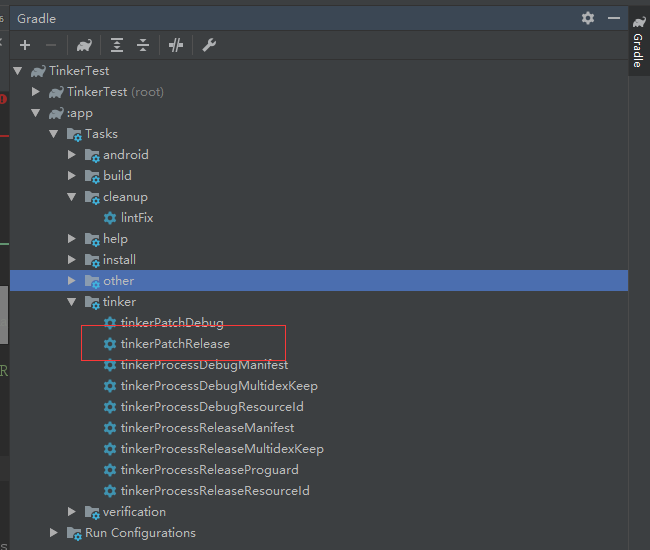 Gradle
Gradle
TinkerTest
TinkerTest (root)
:app
Tasks
android
build
cleanup
lintFix
help
install
other
tinker
tinkerPatchDebug
tinkerPatchRelease
tinkerProcessDebugManifest
tinkerProcessDebugMultidexKeep
tinkerProcessDebugResourceId
tinkerProcessReleaseManifest
tinkerProcessReleaseMultidexKeep
tinkerProcessReleaseProguard
tinkerProcessReleaseResourceId
verification
Run Configurations